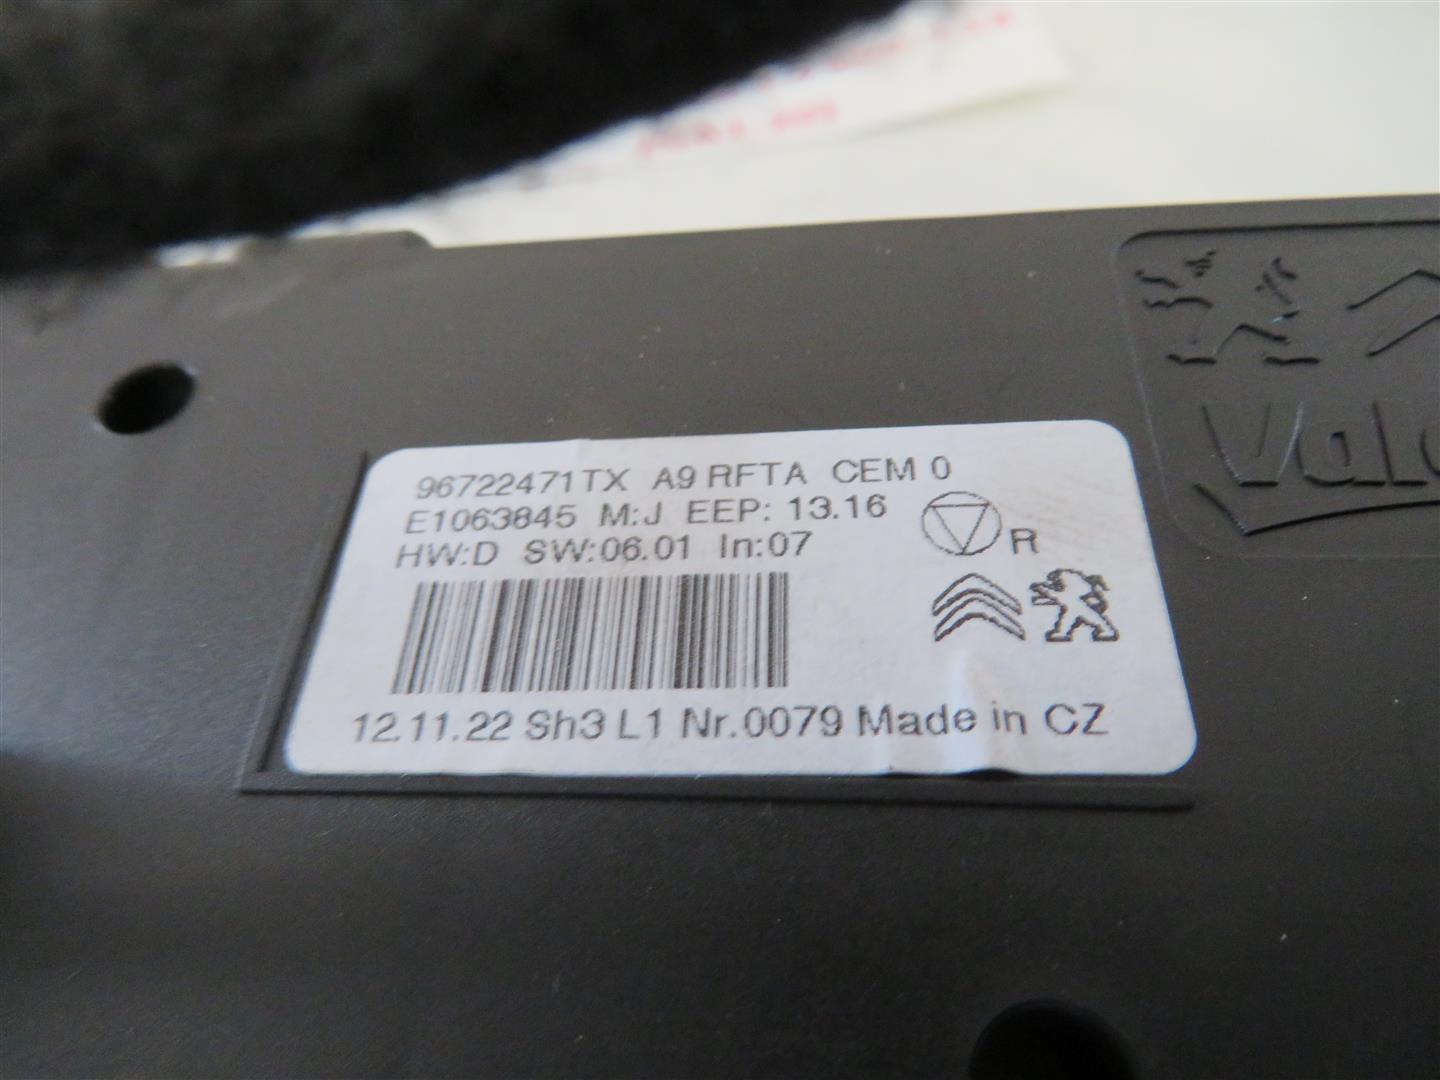 96722471TX A9 RFTA CEM 0
E1063845 M:J EEP: 13.16
HW:D SW:06.01 In:07
R
12.11.22 Sh3 L1 Nr.0079 Made in CZ